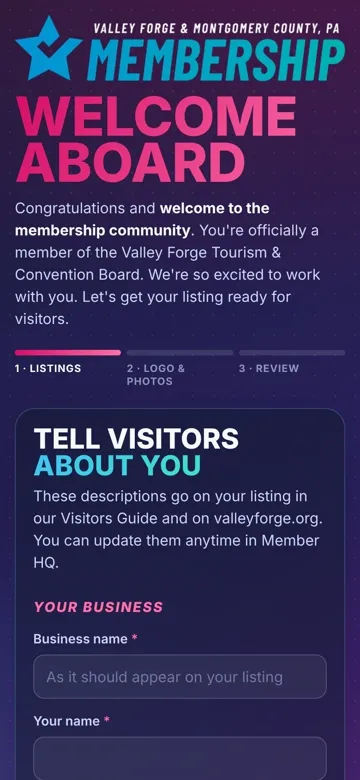 VALLEY FORGE & MONTGOMERY COUNTY, PA
MEMBERSHIP
WELCOME
ABOARD
Congratulations and welcome to the
membership community. You're officially a
member of the Valley Forge Tourism &
Convention Board. We're so excited to work
with you. Let's get your listing ready for
visitors.
1 · LISTINGS
2 · LOGO &
PHOTOS
3 · REVIEW
TELL VISITORS
ABOUT YOU
These descriptions go on your listing in
our Visitors Guide and on valleyforge.org.
You can update them anytime in Member
HQ.
YOUR BUSINESS
Business name *
As it should appear on your listing
Your name *